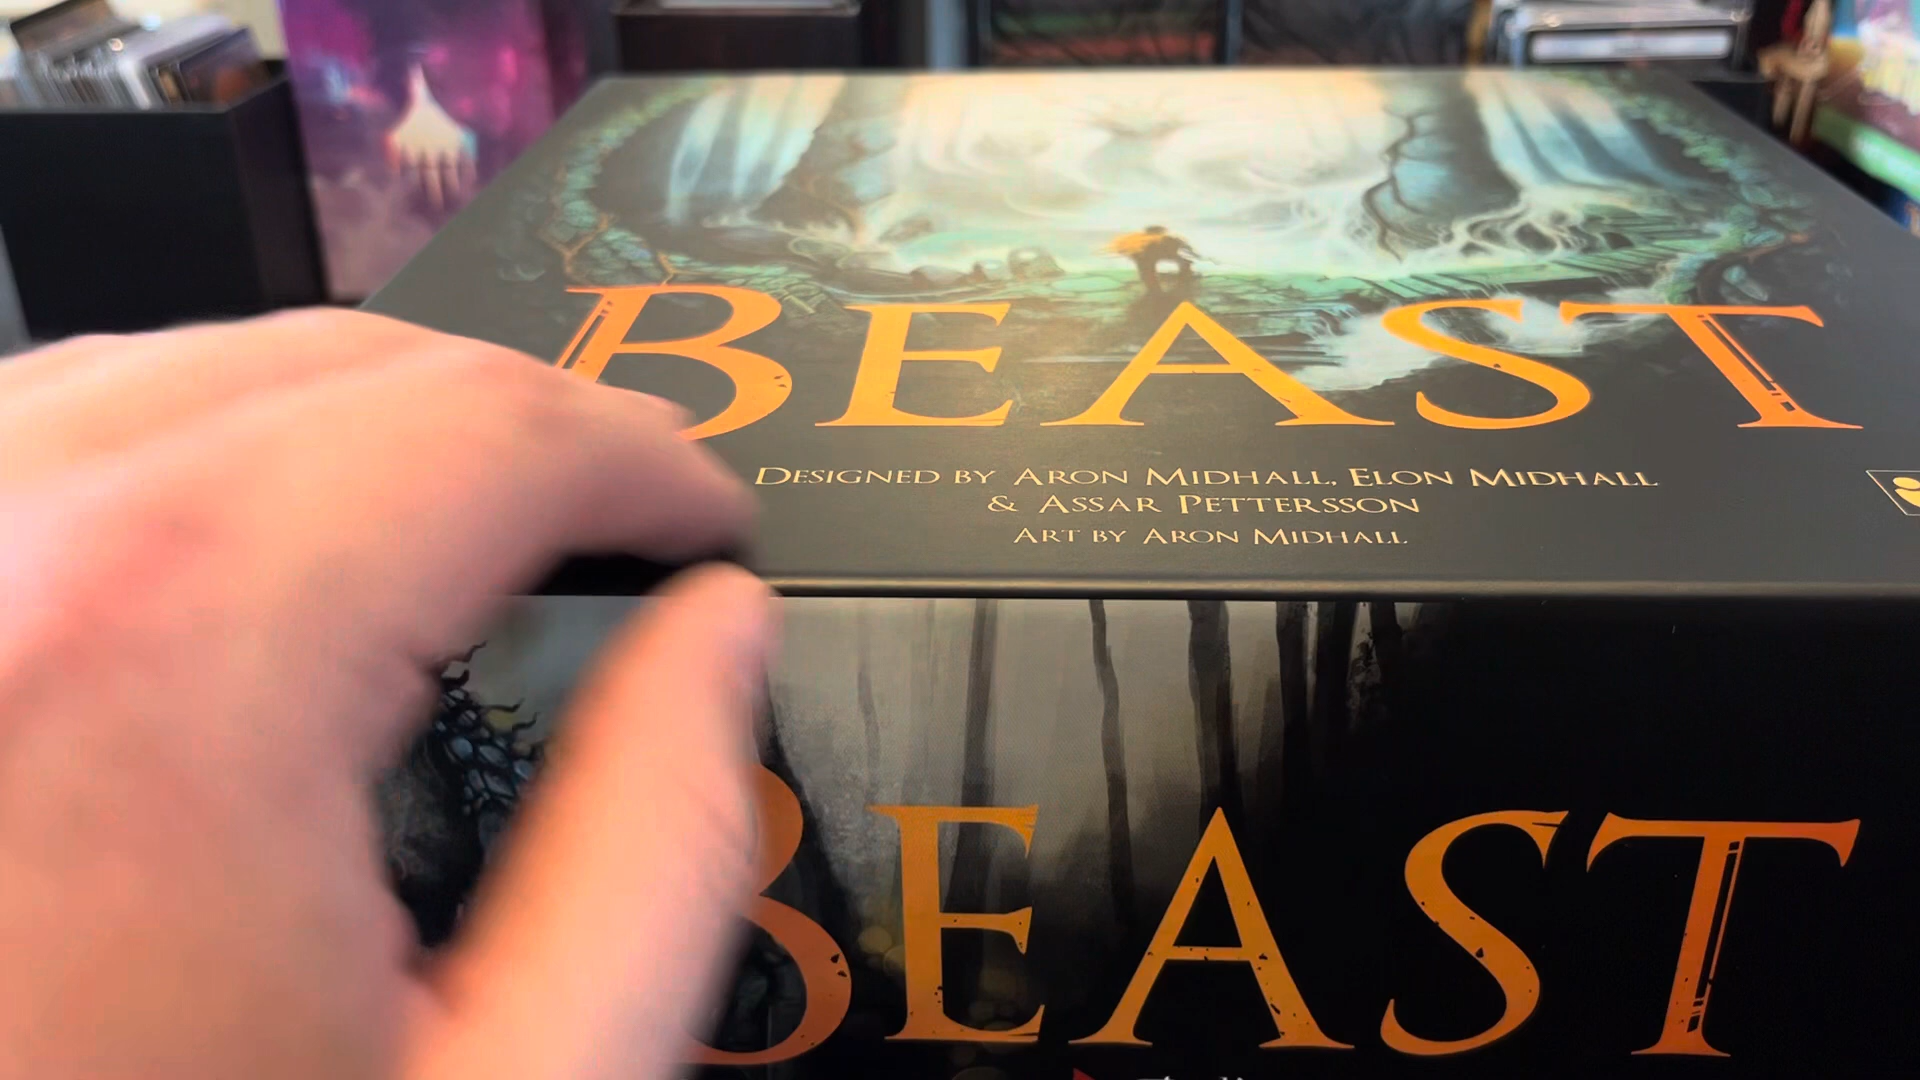 BEAST
DESIGNED BY ARON MIDHALL, ELON MIDHALL
& ASSAR PETTERSSON
ART BY ARON MIDHALL
BEAST